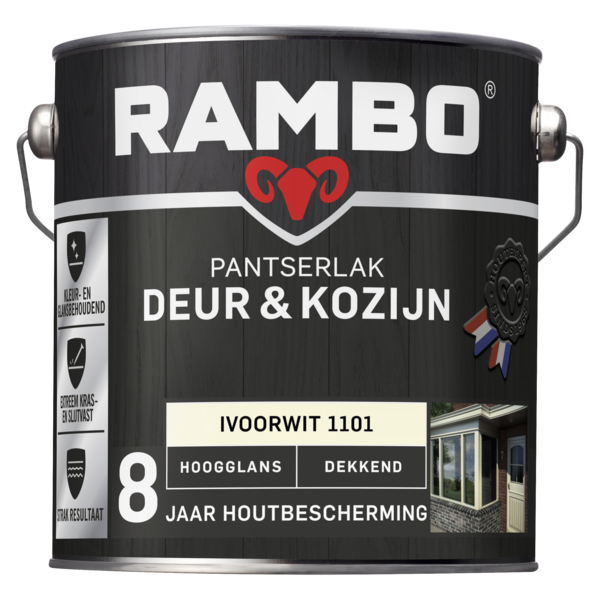 RAMBO®
PANTSERLAK
DEUR & KOZIJN
KLEUR- EN
GLANSBEHOUDEND
EXTREEM KRAS-
EN SLIJTVAST
STRAK RESULTAAT
IVOORWIT 1101
HOOGGLANS
DEKKEND
8 JAAR HOUTBESCHERMING